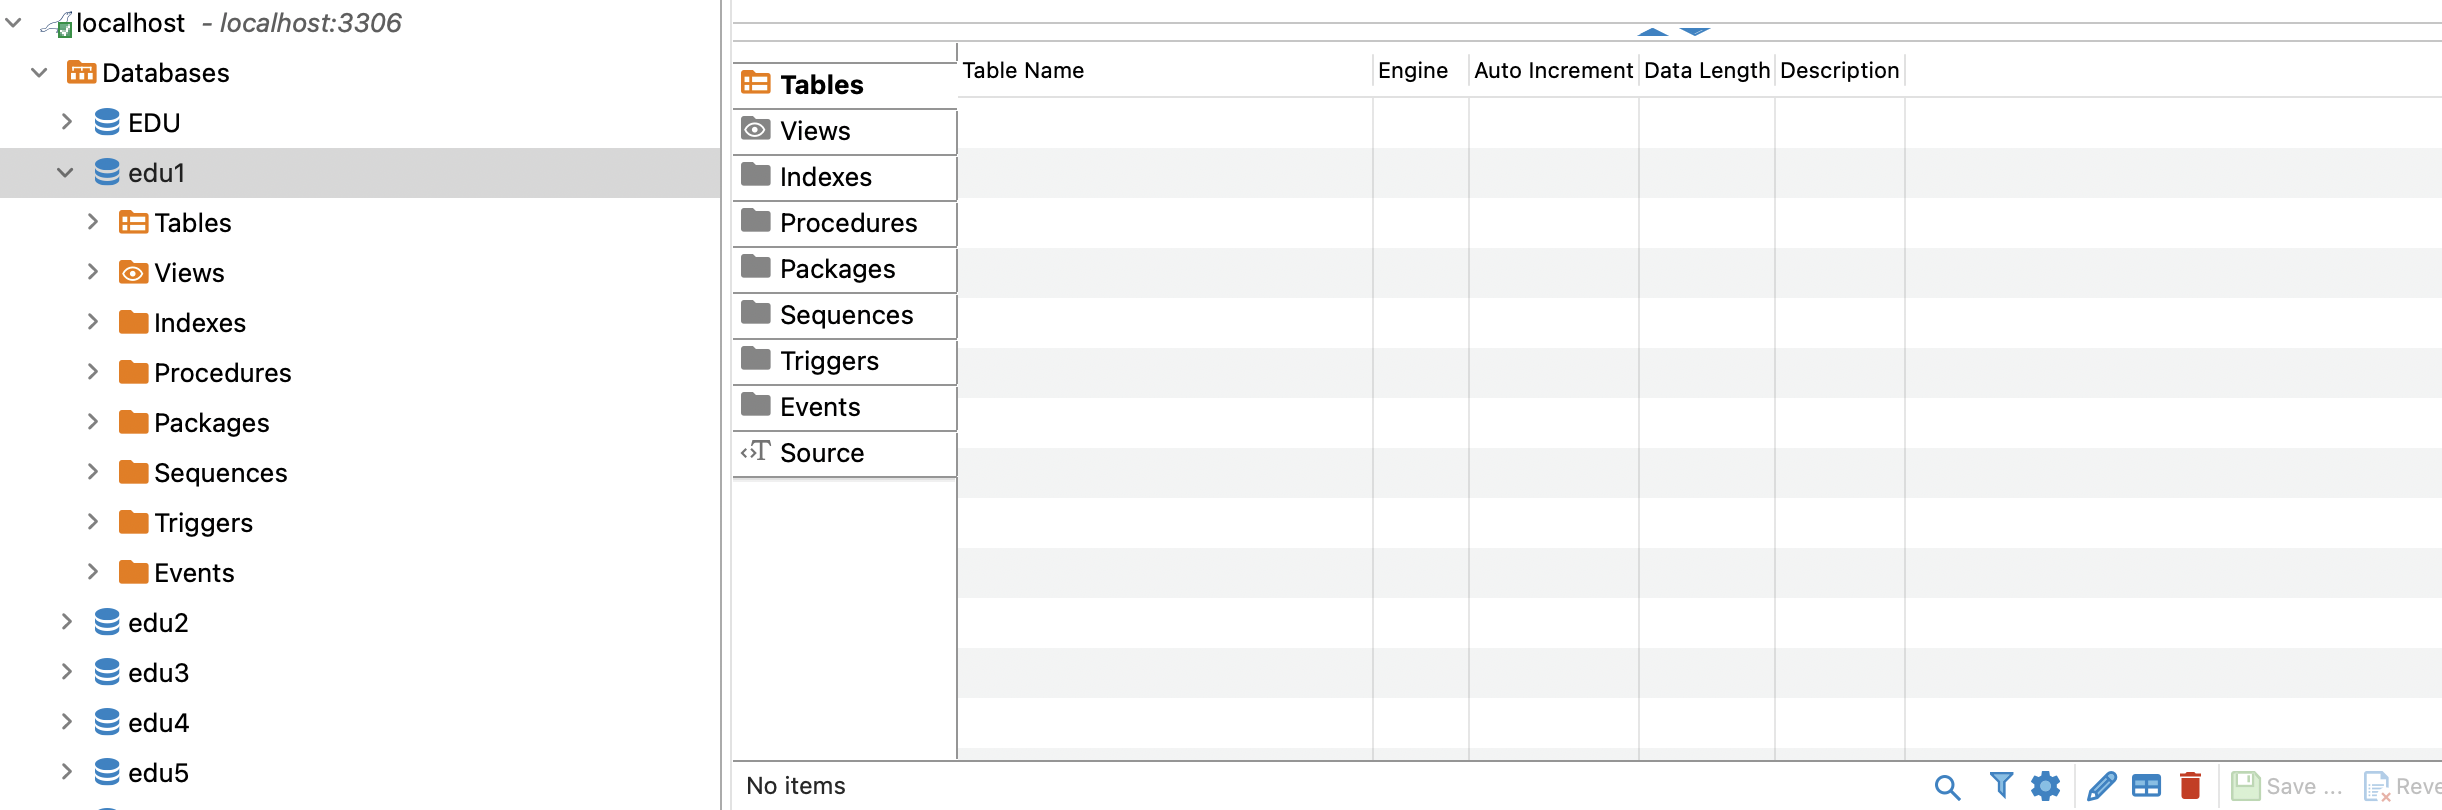 localhost - localhost:3306
Databases
EDU
edu1
Tables
Views
Indexes
Procedures
Packages
Sequences
Triggers
Events
edu2
edu3
edu4
edu5
Tables
Views
Indexes
Procedures
Packages
Sequences
Triggers
Events
Source
Table Name Engine Auto Increment Data Length Description
No items
Save ... Reve